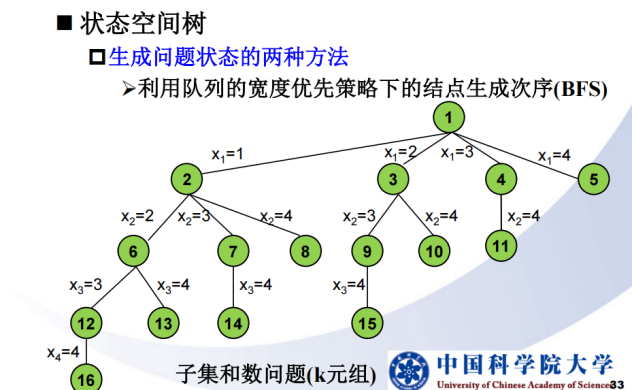 ■ 状态空间树
生成问题状态的两种方法
➢利用队列的宽度优先策略下的结点生成次序(BFS)
1
x₁=1
x₁=2
x₁=3
x₁=4
2
3
4
5
x₂=2
x₂=3
x₂=4
x₂=3
x₂=4
x₂=4
6
7
8
9
10
11
x₃=3
x₃=4
x₃=4
x₃=4
12
13
14
15
x₄=4
16
子集和数问题(k元组)
中国科学院大学
University of Chinese Academy of Sciences
33